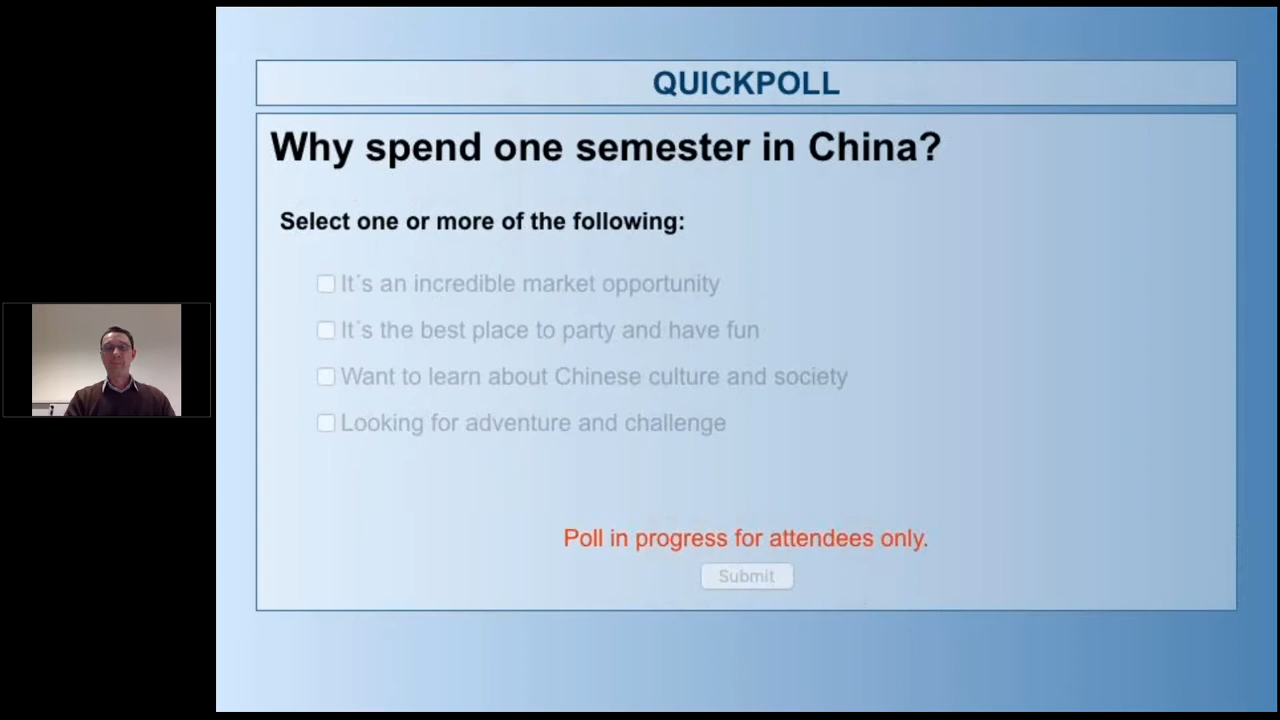 QUICKPOLL
Why spend one semester in China?
Select one or more of the following:
It´s an incredible market opportunity
It´s the best place to party and have fun
Want to learn about Chinese culture and society
Looking for adventure and challenge
Poll in progress for attendees only.
Submit